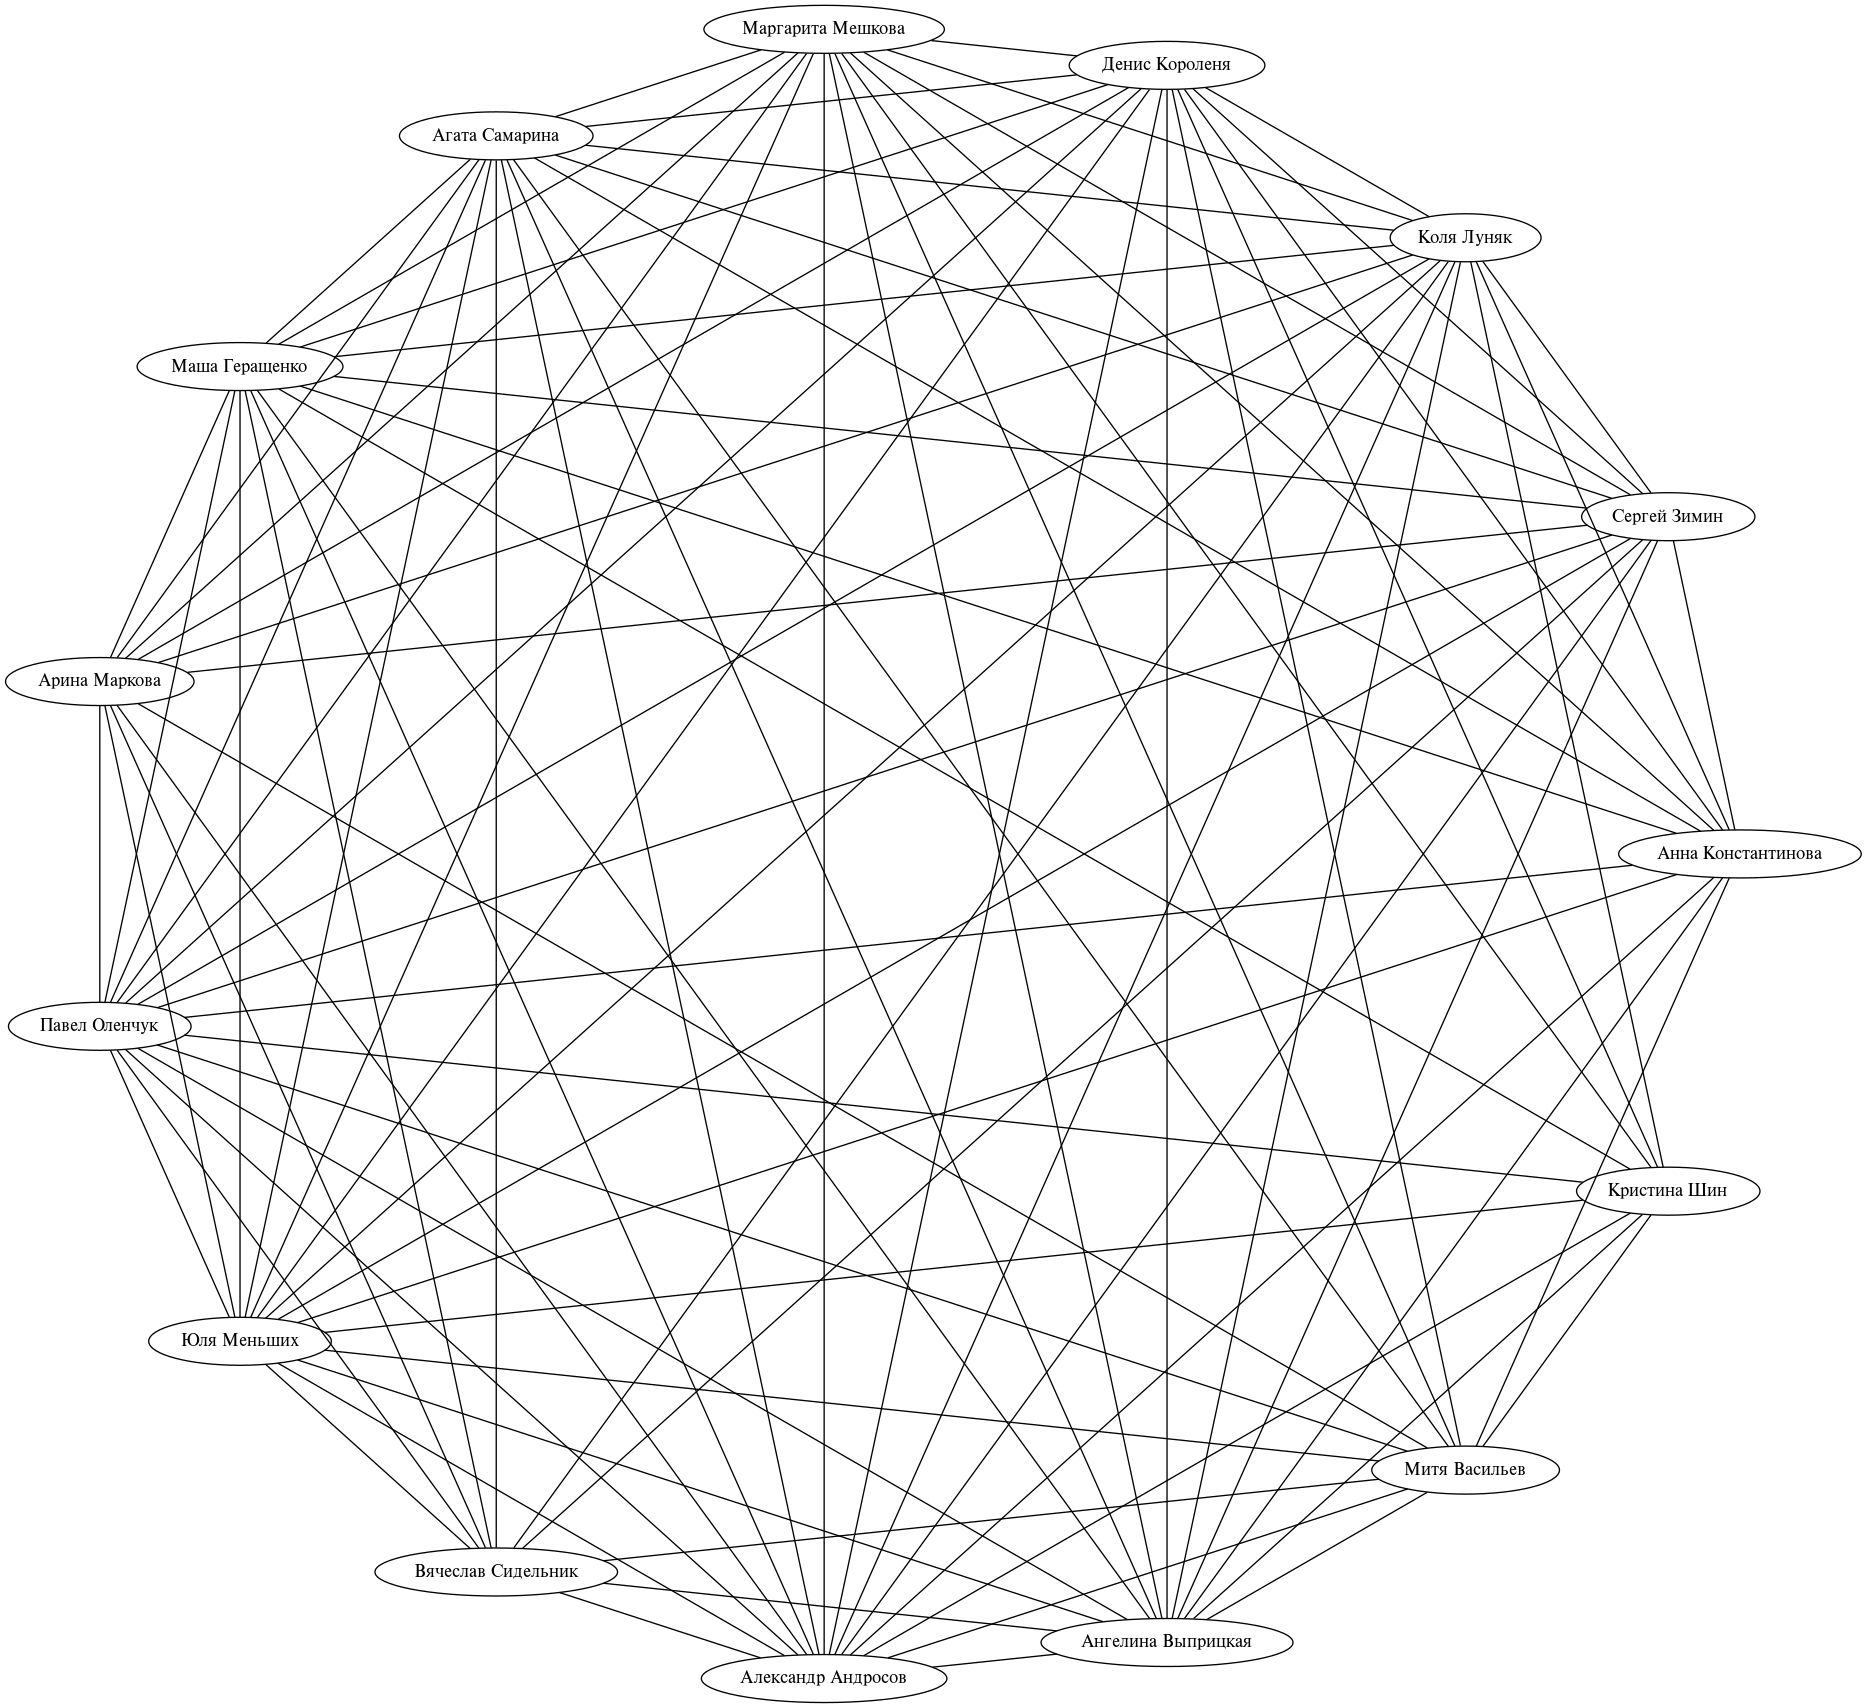 Маргарита Мешкова
Денис Короленя
Агата Самарина
Коля Луняк
Маша Геращенко
Сергей Зимин
Арина Маркова
Анна Константинова
Павел Оленчук
Кристина Шин
Юля Меньших
Митя Васильев
Вячеслав Сидельник
Ангелина Выприцкая
Александр Андросов